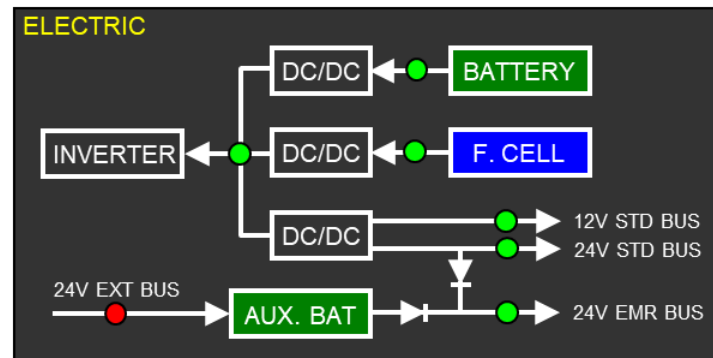 ELECTRIC
DC/DC
BATTERY
INVERTER
DC/DC
F. CELL
DC/DC
12V STD BUS
24V STD BUS
24V EXT BUS
AUX. BAT
24V EMR BUS